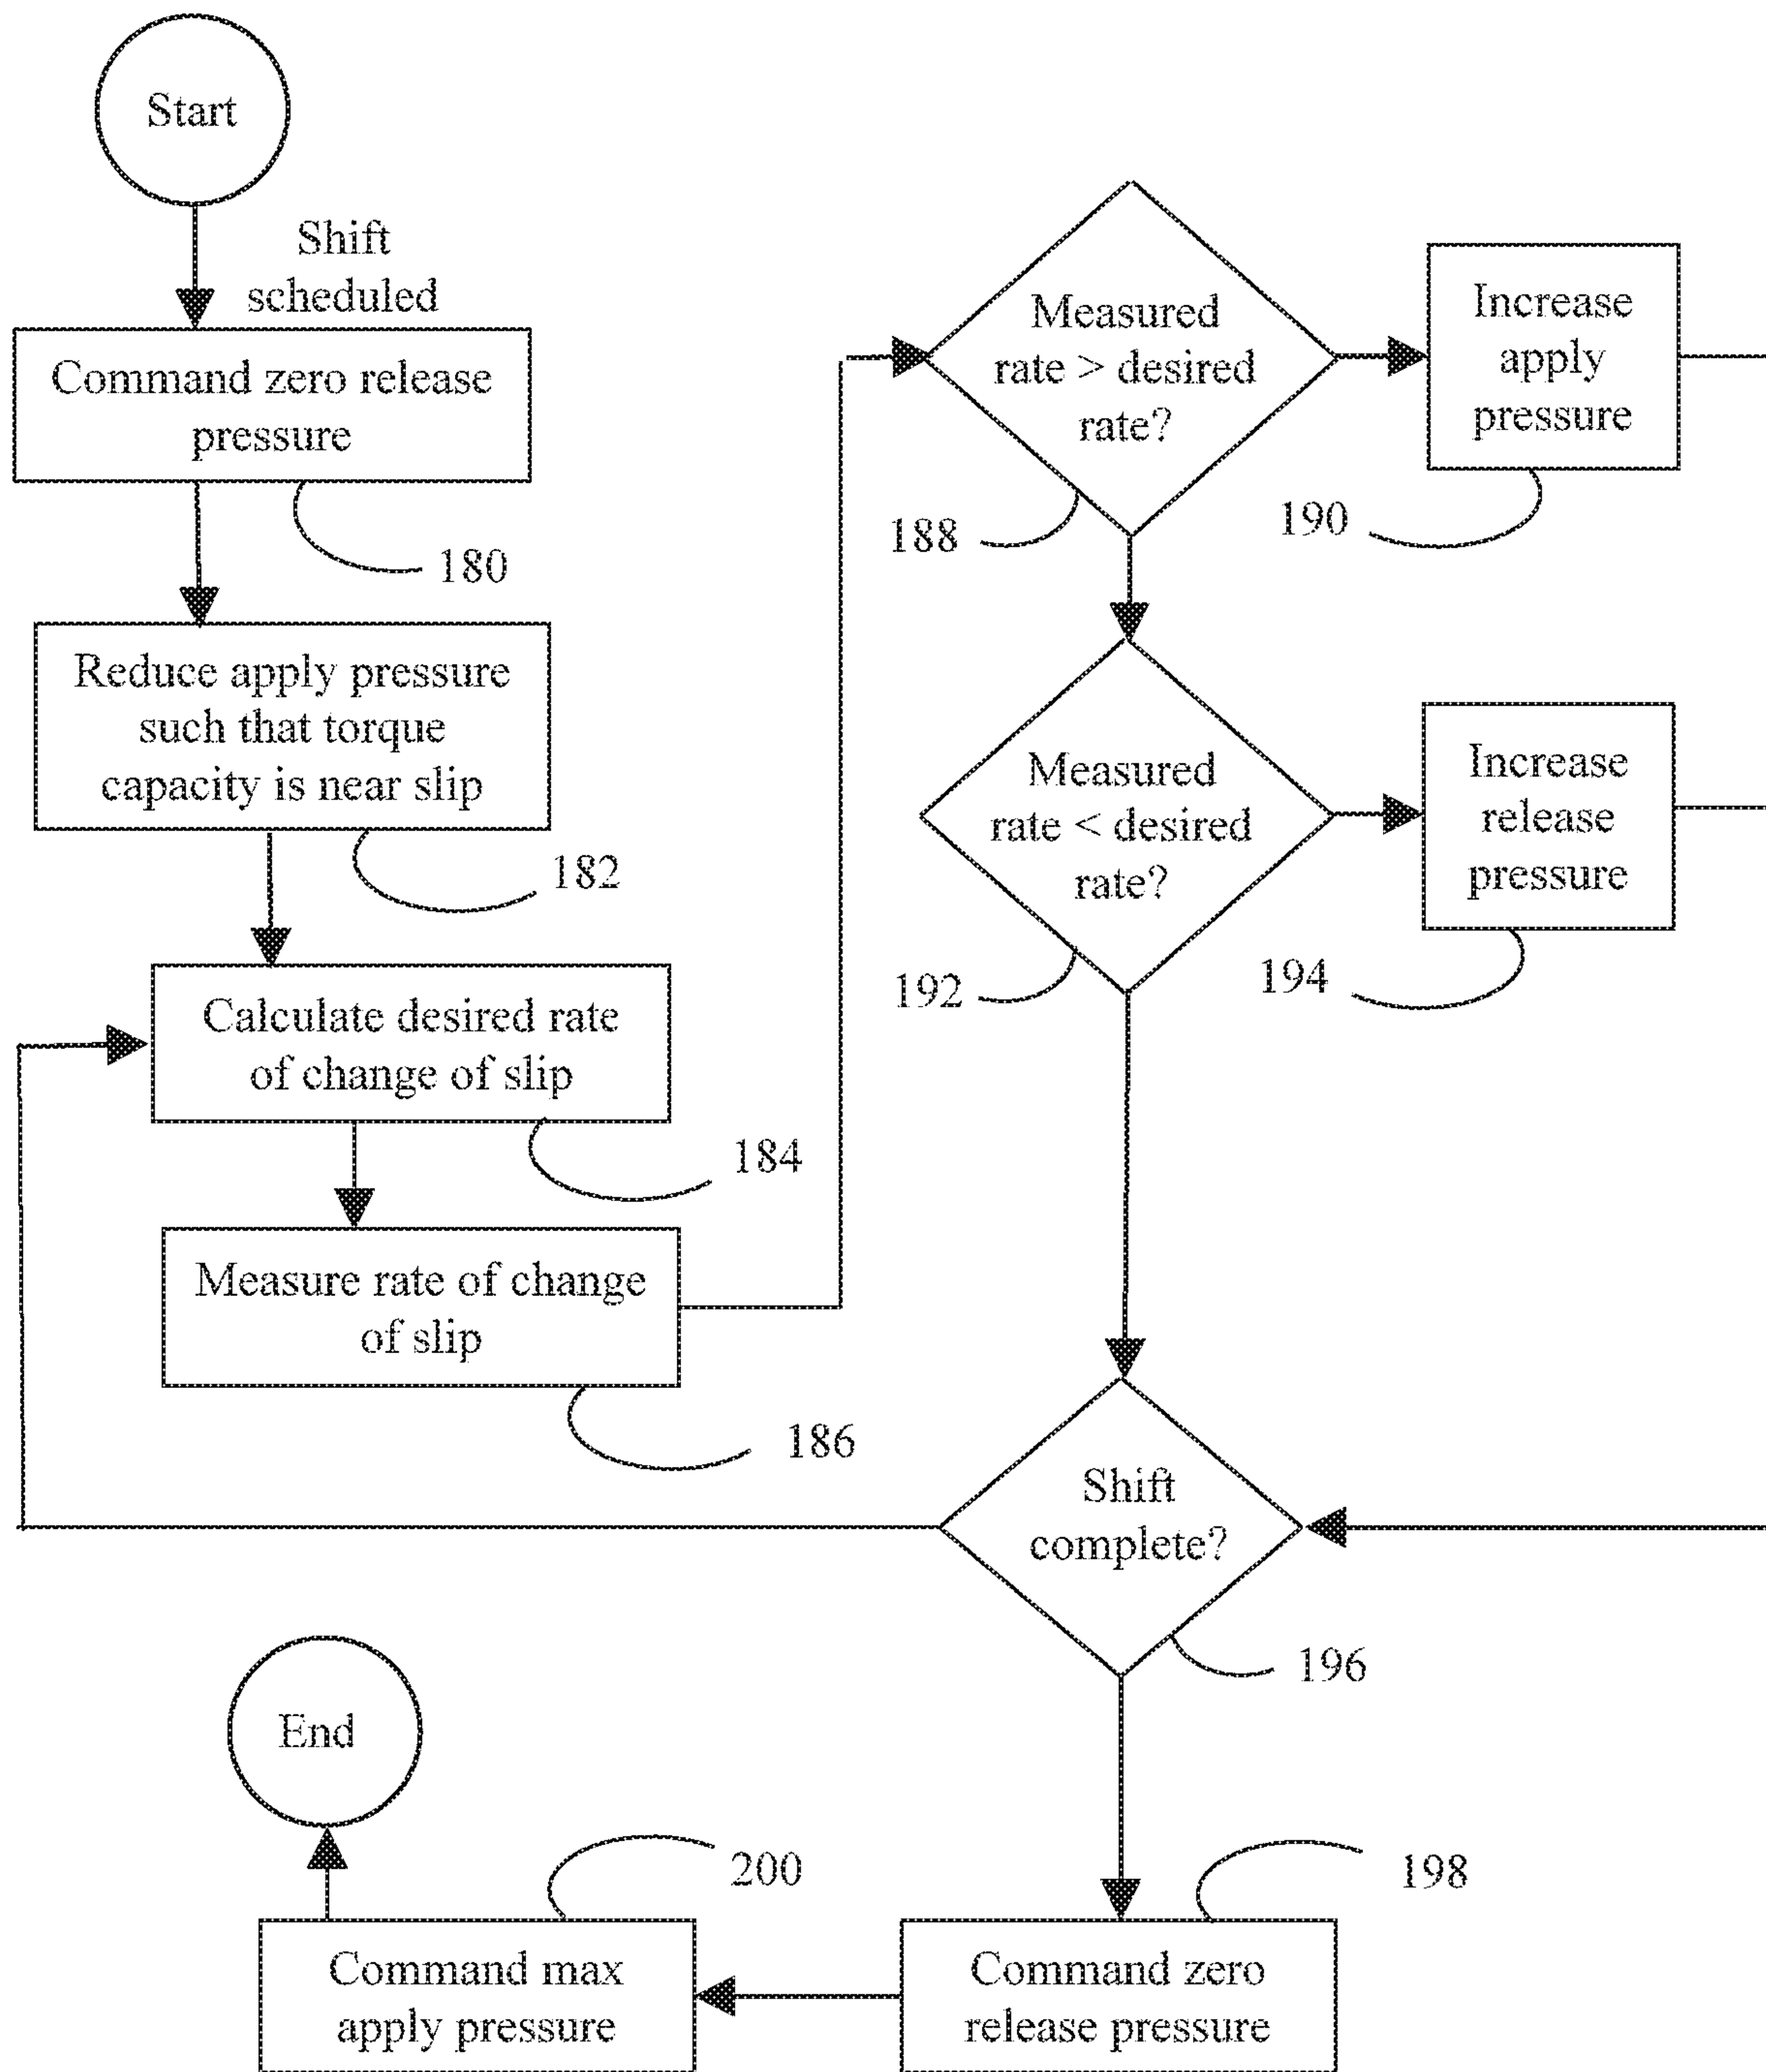 Start
Shift
scheduled
Command zero release
pressure
180
Reduce apply pressure
such that torque
capacity is near slip
182
Calculate desired rate
of change of slip
184
Measure rate of change
of slip
186
Measured
rate > desired
rate?
188
Increase
apply
pressure
190
Measured
rate < desired
rate?
192
Increase
release
pressure
194
Shift
complete?
196
Command zero
release pressure
198
Command max
apply pressure
200
End